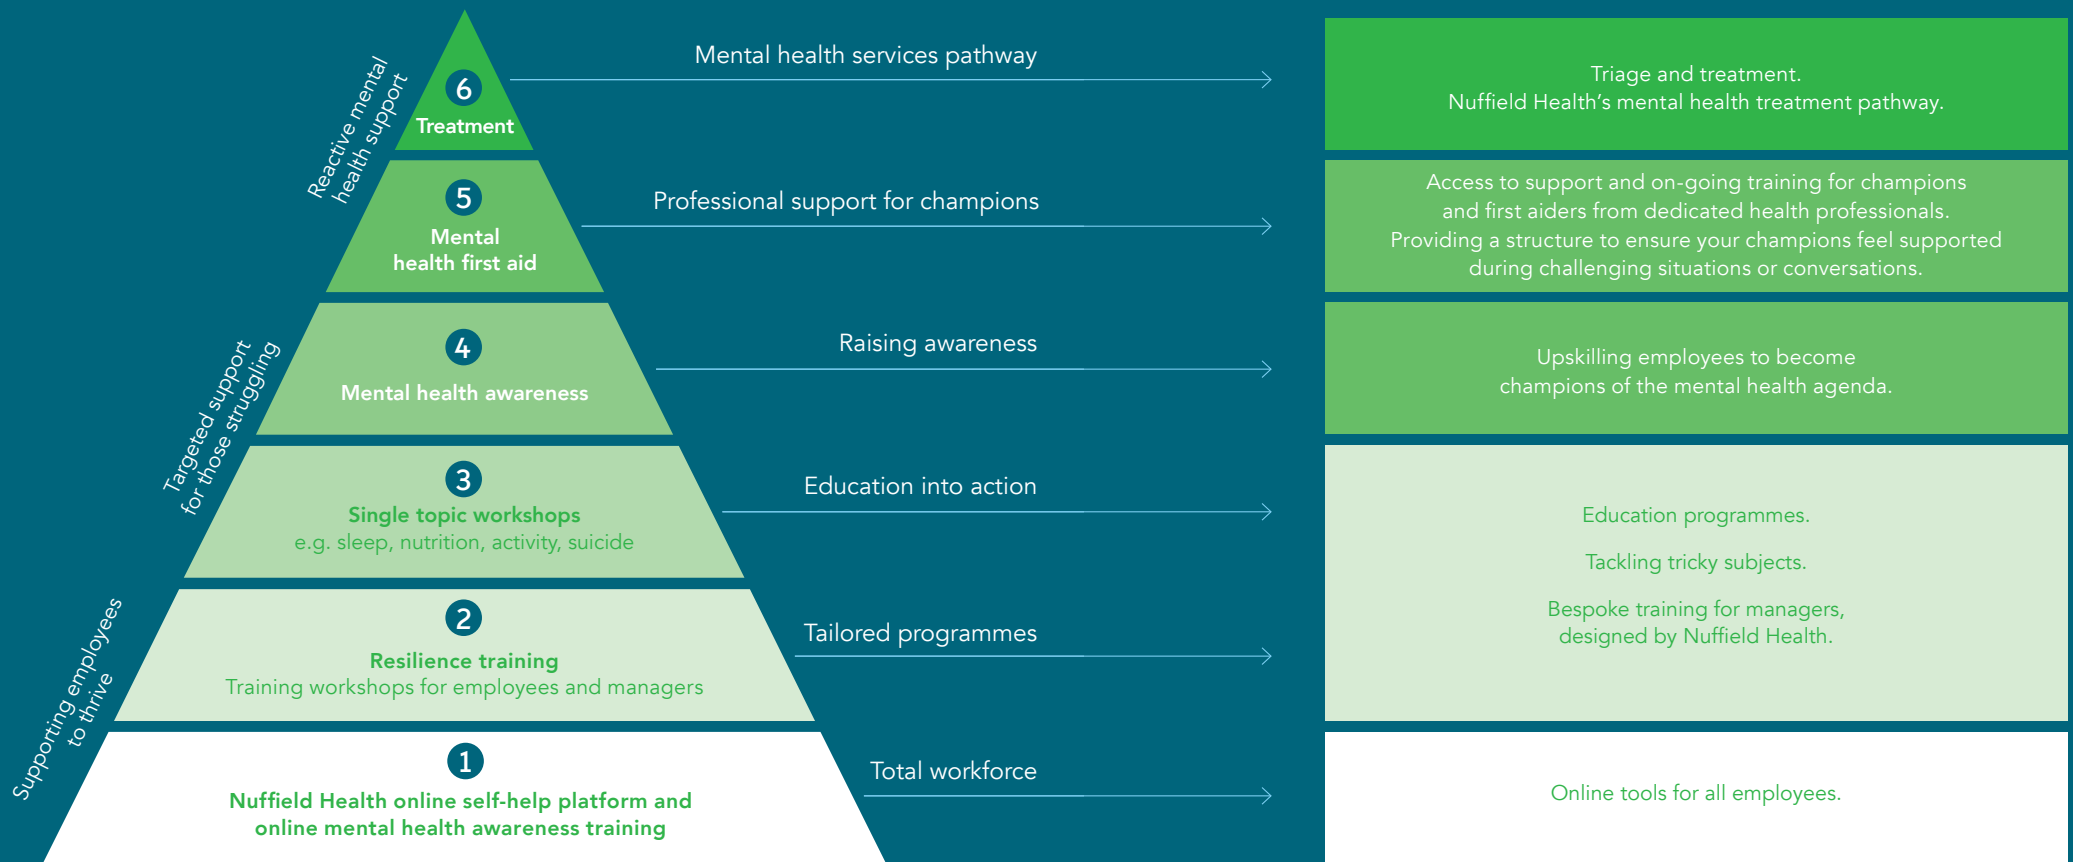 Reactive mental
health support
6
Treatment
Mental health services pathway
Triage and treatment.
Nuffield Health’s mental health treatment pathway.
5
Mental
health first aid
Professional support for champions
Access to support and on-going training for champions
and first aiders from dedicated health professionals.
Providing a structure to ensure your champions feel supported
during challenging situations or conversations.
Targeted support
for those struggling
4
Mental health awareness
Raising awareness
Upskilling employees to become
champions of the mental health agenda.
3
Single topic workshops
e.g. sleep, nutrition, activity, suicide
Education into action
Education programmes.
Tackling tricky subjects.
Bespoke training for managers,
designed by Nuffield Health.
Supporting employees
to thrive
2
Resilience training
Training workshops for employees and managers
Tailored programmes
1
Nuffield Health online self-help platform and
online mental health awareness training
Total workforce
Online tools for all employees.